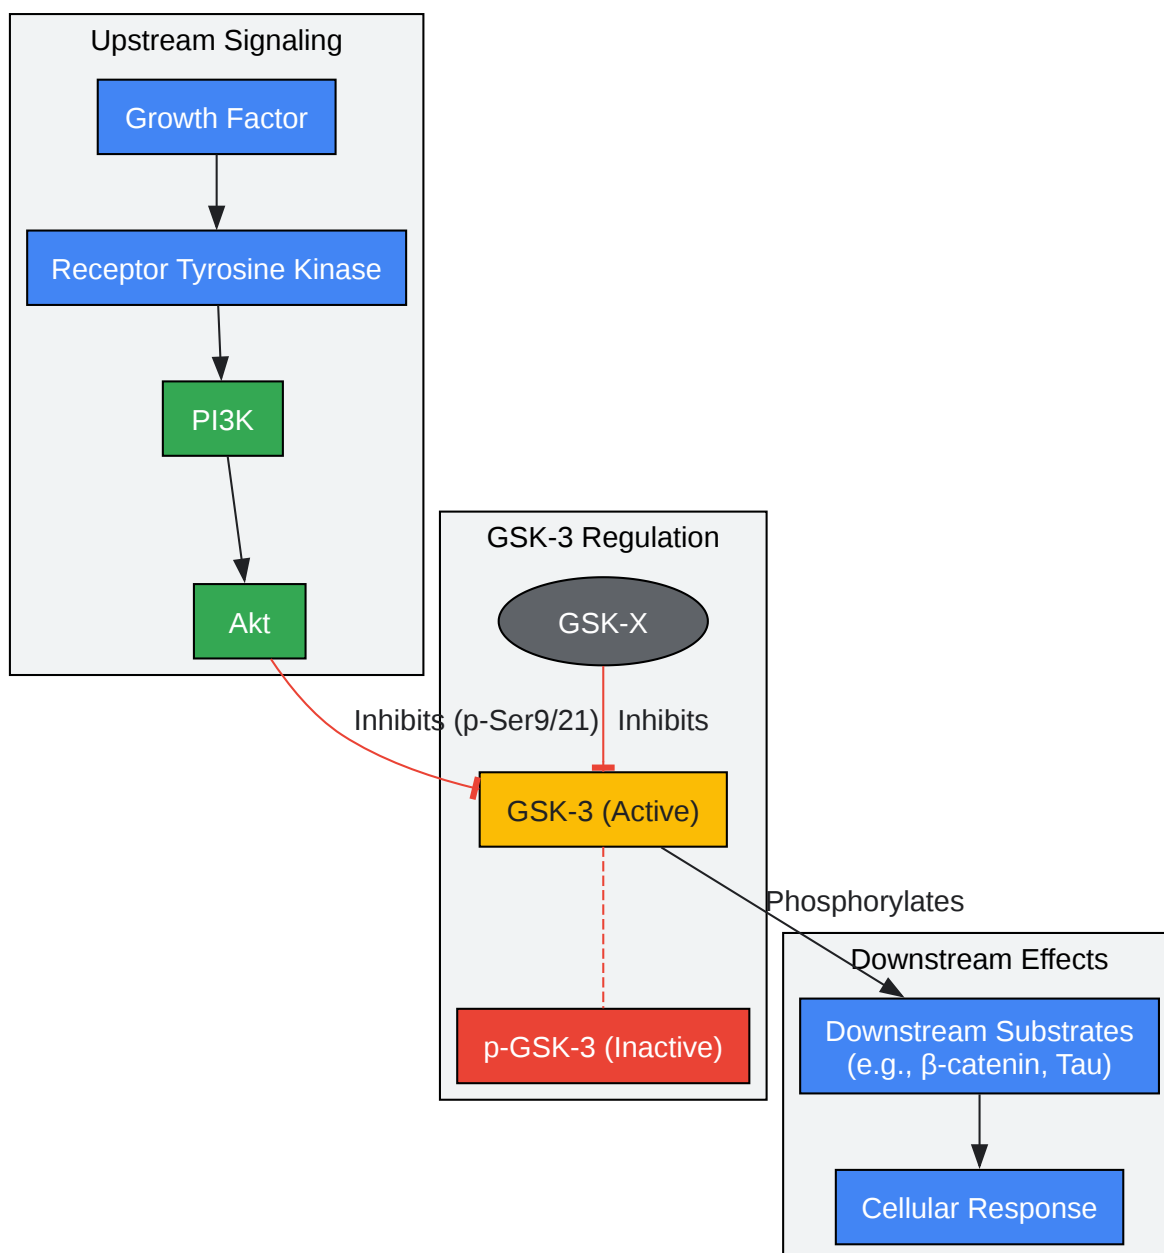 Upstream Signaling
Growth Factor
Receptor Tyrosine Kinase
PI3K
Akt
GSK-3 Regulation
GSK-X
Inhibits (p-Ser9/21)
Inhibits
GSK-3 (Active)
Phosphorylates
p-GSK-3 (Inactive)
Downstream Effects
Downstream Substrates
(e.g., β-catenin, Tau)
Cellular Response